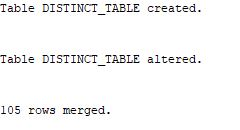 Table DISTINCT_TABLE created.
Table DISTINCT_TABLE altered.
105 rows merged.